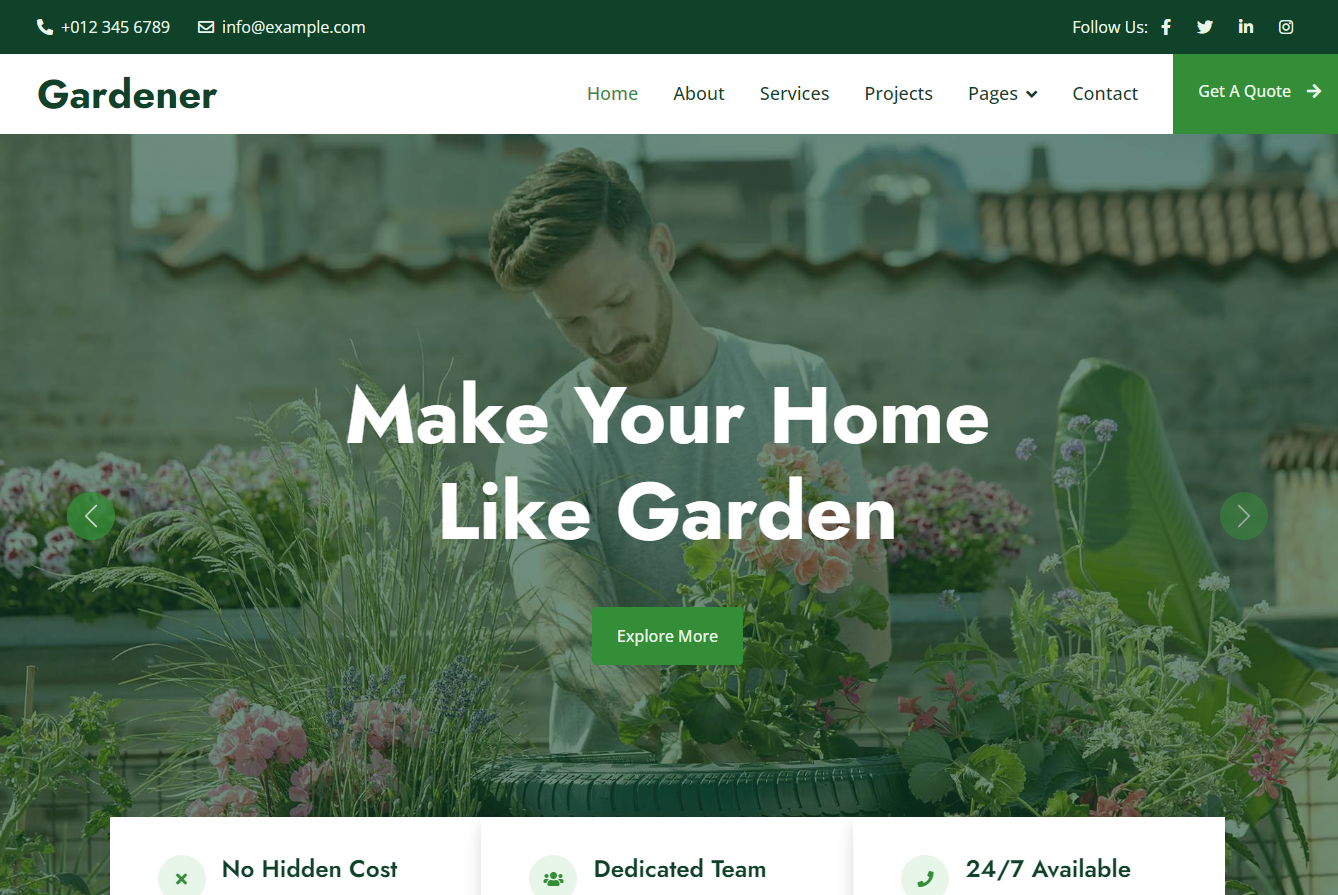 +012 345 6789 info@example.com Follow Us:
Gardener Home About Services Projects Pages Contact Get A Quote
Make Your Home
Like Garden
Explore More
No Hidden Cost Dedicated Team 24/7 Available